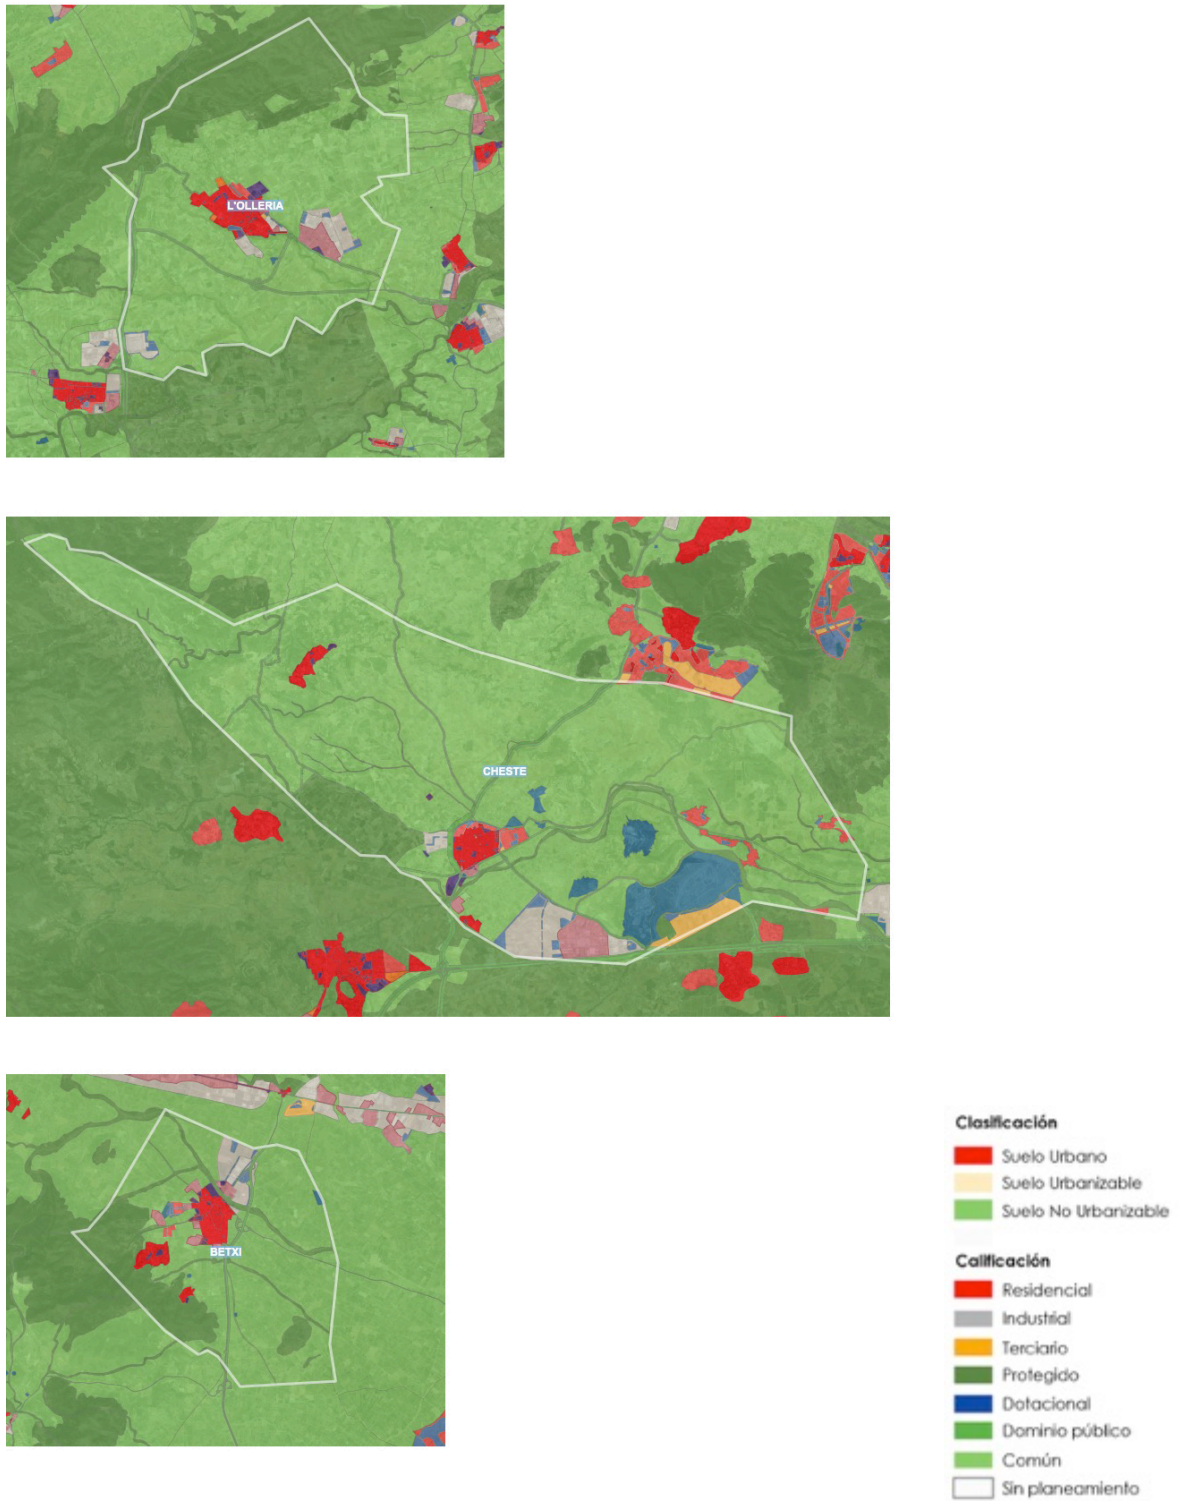 L'OLLERIA
CHESTE
BETXI
Clasificación
Suelo Urbano
Suelo Urbanizable
Suelo No Urbanizable
Calificación
Residencial
Industrial
Terciario
Protegido
Dotacional
Dominio público
Común
Sin planeamiento